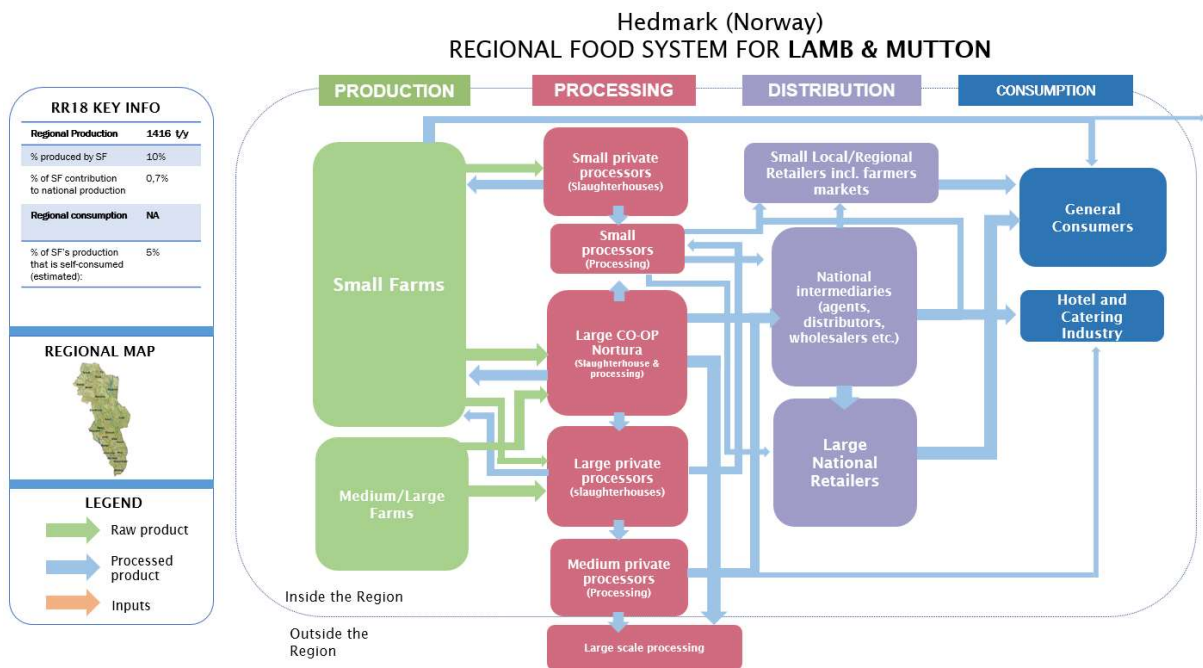 Hedmark (Norway)
REGIONAL FOOD SYSTEM FOR LAMB & MUTTON
RR18 KEY INFO
Regional Production 1416 t/y
% produced by SF 10%
% of SF contribution
to national production 0,7%
Regional consumption NA
% of SF's production 5%
that is self-consumed
(estimated):
REGIONAL MAP
LEGEND
Raw product
Processed
product
Inputs
PRODUCTION
PROCESSING
DISTRIBUTION
CONSUMPTION
Small Farms
Medium/Large
Farms
Small private
processors
(Slaughterhouses)
Small
processors
(Processing)
Large CO-OP
Nortura
(Slaughterhouse &
processing)
Large private
processors
(slaughterhouses)
Medium private
processors
(Processing)
Large scale processing
Small Local/Regional
Retailers incl. farmers
markets
National
intermediaries
(agents,
distributors,
wholesalers etc.)
Large
National
Retailers
General
Consumers
Hotel and
Catering
Industry
Inside the Region
Outside the
Region